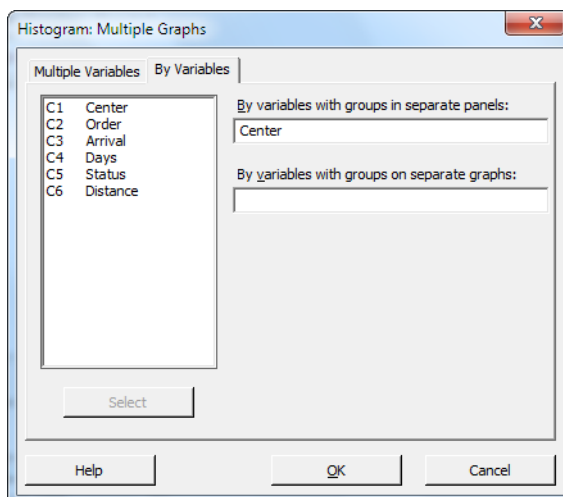 Histogram: Multiple Graphs
Multiple Variables By Variables
C1 Center
C2 Order
C3 Arrival
C4 Days
C5 Status
C6 Distance
By variables with groups in separate panels:
Center
By variables with groups on separate graphs:
Select
Help OK Cancel